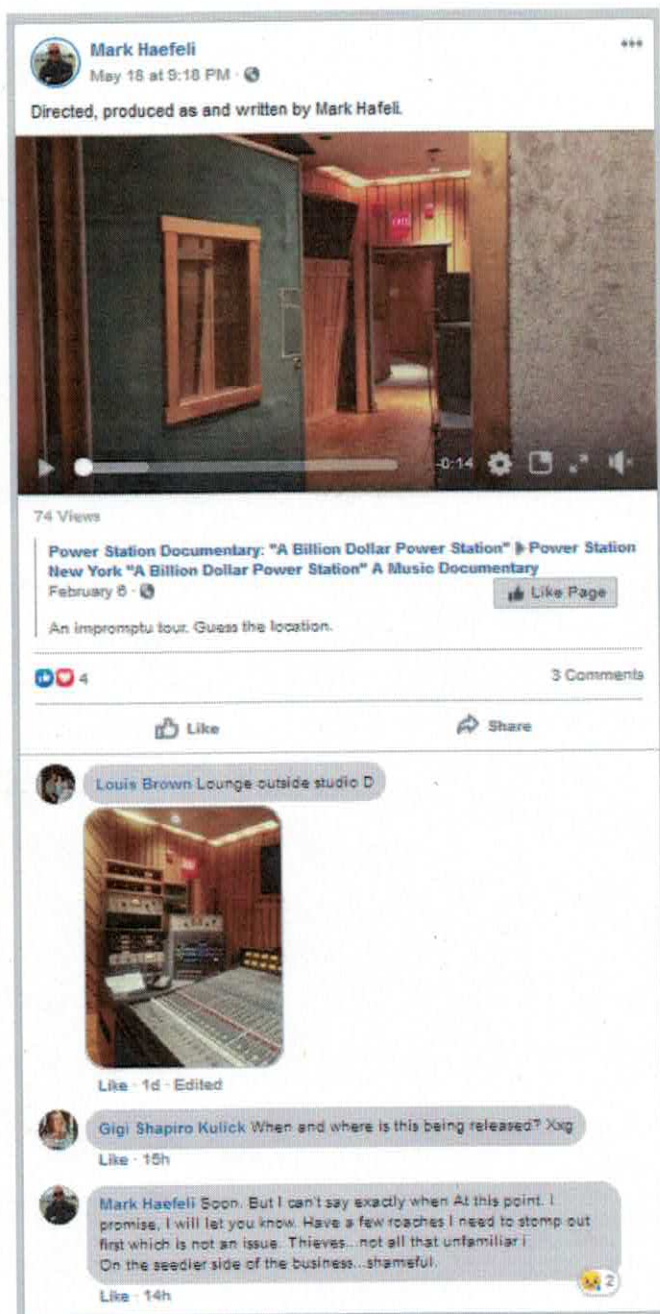 Mark Haefeli
May 18 at 9:18 PM ·
Directed, produced as and written by Mark Hafeli.
EXIT
-0:14
74 Views
Power Station Documentary: "A Billion Dollar Power Station" ▶ Power Station
New York "A Billion Dollar Power Station" A Music Documentary
February 6 ·
Like Page
An impromptu tour. Guess the location.
4
3 Comments
Like
Share
Louis Brown Lounge outside studio D
Like · 1d · Edited
Gigi Shapiro Kulick When and where is this being released? Xxg
Like · 15h
Mark Haefeli Soon. But I can't say exactly when At this point. I
promise, I will let you know. Have a few roaches I need to stomp out
first which is not an issue. Thieves...not all that unfamiliar i
On the seedier side of the business...shameful.
2
Like · 14h